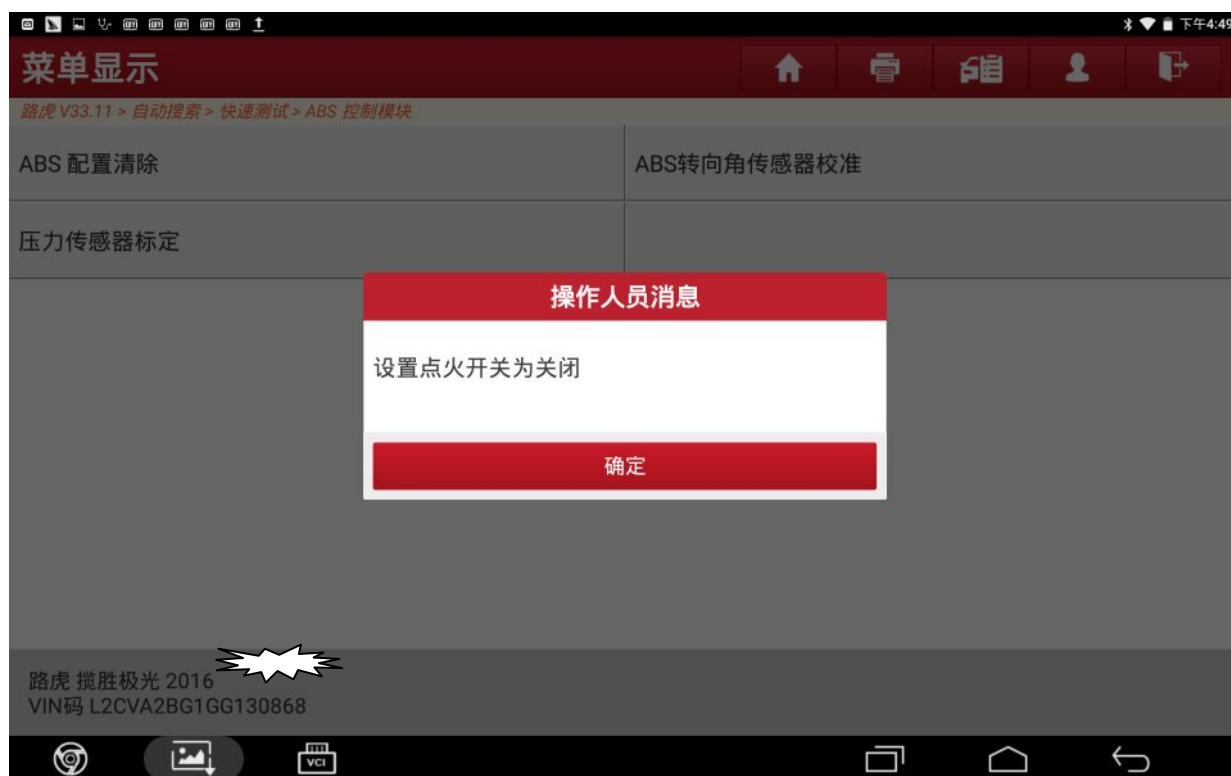 下午4:49
菜单显示
路虎 V33.11 > 自动搜索 > 快速测试 > ABS 控制模块
ABS 配置清除
ABS转向角传感器校准
压力传感器标定
操作人员消息
设置点火开关为关闭
确定
路虎 揽胜极光 2016
VIN码 L2CVA2BG1GG130868
VCI